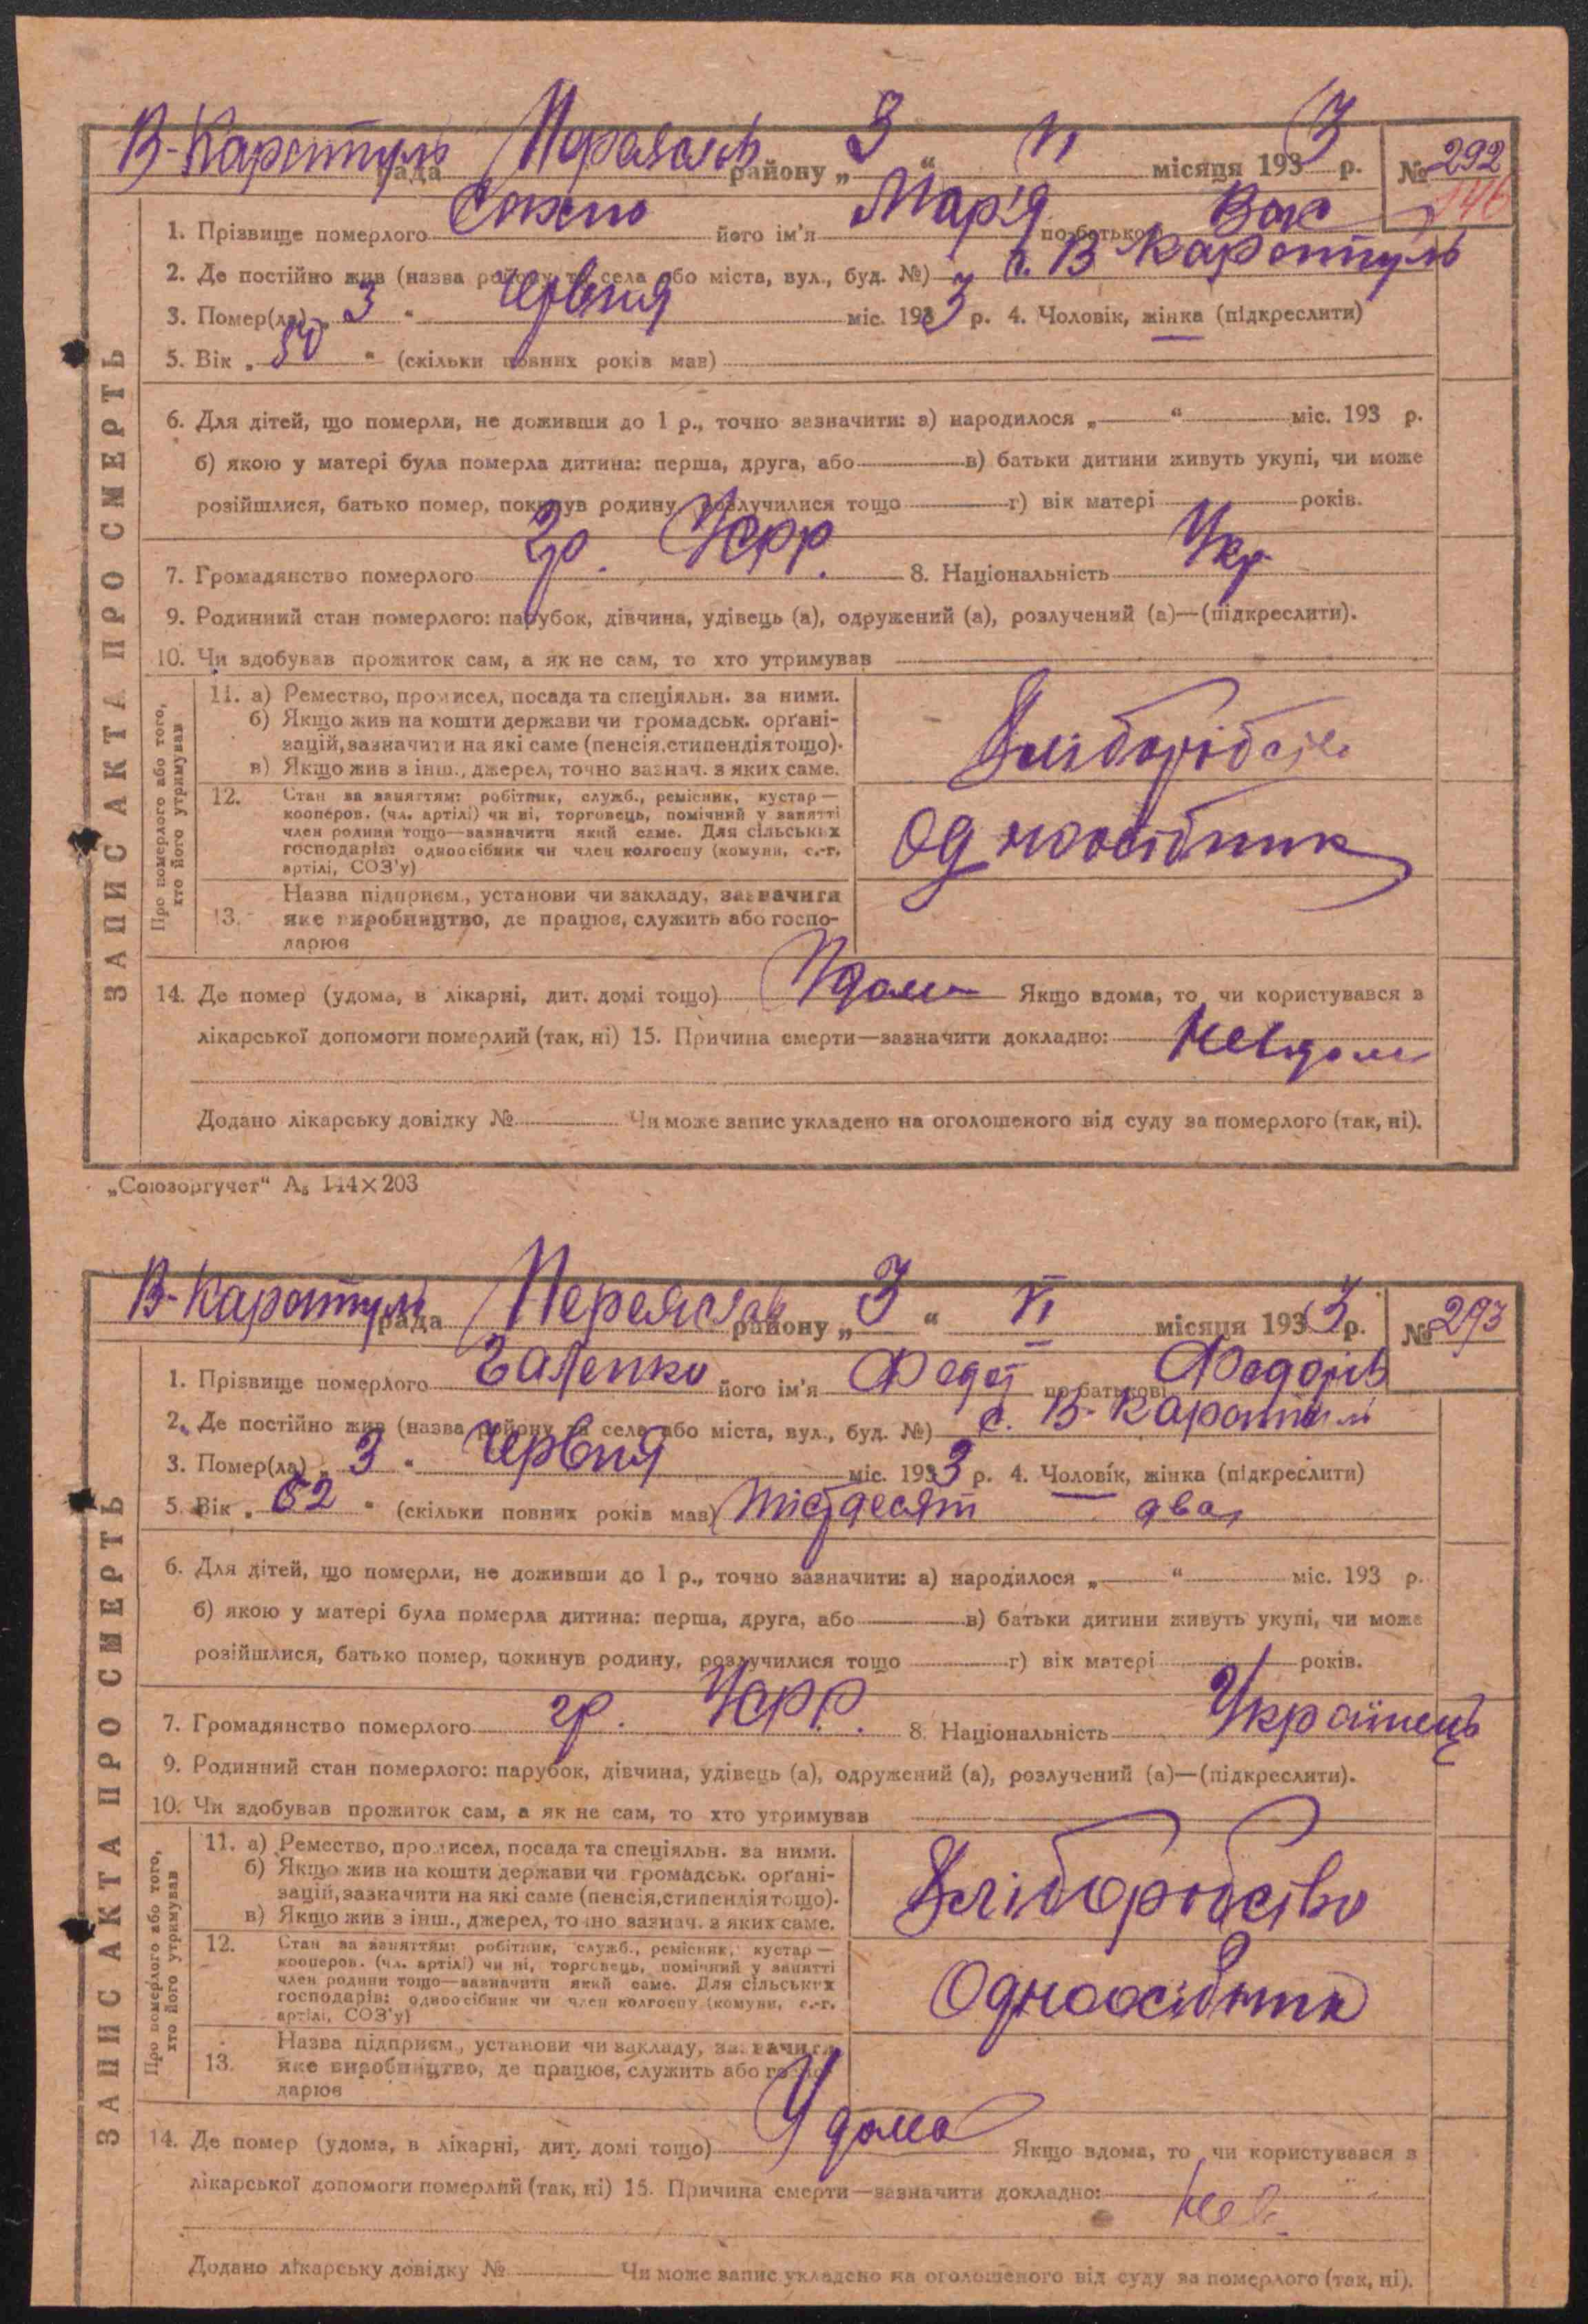 В-Каратуль рада Переяслав району „3“ VI місяця 1933 р. № 292
146
1. Прізвище померлого його ім'я Мар'я по батькові
2. Де постійно жив (назва району та села або міста, вул., буд. №) с. В Каратуль
3. Помер(ла) „3“ червня міс. 1933 р. 4. Чоловік, жінка (підкреслити)
5. Вік „50“ (скільки повних років мав)
6. Для дітей, що померли, не доживши до 1 р., точно зазначити: а) народилося „ “ міс. 193 р.
б) якою у матері була померла дитина: перша, друга, або в) батьки дитини живуть укупі, чи може
розійшлися, батько помер, покинув родину, розлучилися тощо г) вік матері років.
7. Громадянство померлого гр. УСРР. 8. Національність Укр
9. Родинний стан померлого: парубок, дівчина, удівець (а), одружений (а), розлучений (а)—(підкреслити).
10. Чи здобував прожиток сам, а як не сам, то хто утримував
ЗАПИС АКТА ПРО СМЕРТЬ
Про померлого або того, хто його утримував
11. а) Ремество, промисел, посада та спеціяльн. за ними.
б) Якщо жив на кошти держави чи громадськ. орґані-
зацій, зазначити на які саме (пенсія, стипендія тощо).
в) Якщо жив з інш., джерел, точно зазнач. з яких саме.
Хліборобство
12. Стан за заняттям: робітник, служб., ремісник, кустар —
кооперов. (чл. артілі) чи ні, торговець, помічний у занятті
член родини тощо—зазначити який саме. Для сільських
господарів: одноосібник чи член колгоспу (комуни, с.-г.
артілі, СОЗ'у)
Одноосібник
13. Назва підприєм., установи чи закладу, зазначити
яке виробництво, де працює, служить або госпо-
дарює
14. Де помер (удома, в лікарні, дит. домі тощо) Удома Якщо вдома, то чи користувався з
лікарської допомоги померлий (так, ні) 15. Причина смерти—зазначити докладно: Невідом
Додано лікарську довідку № Чи може запис укладено на оголошеного від суду за померлого (так, ні).
„Союзоргучет“ А₅ 144×203
В-Каратуль рада Переяслав району „3“ VI місяця 1933 р. № 293
1. Прізвище померлого Галенко його ім'я Федот по батькові Федорів
2. Де постійно жив (назва району та села або міста, вул., буд. №) с. В-Каратуль
3. Помер(ла) „3“ червня міс. 1933 р. 4. Чоловік, жінка (підкреслити)
5. Вік „62“ (скільки повних років мав) шісдесят два
6. Для дітей, що померли, не доживши до 1 р., точно зазначити: а) народилося „ “ міс. 193 р.
б) якою у матері була померла дитина: перша, друга, або в) батьки дитини живуть укупі, чи може
розійшлися, батько помер, покинув родину, розлучилися тощо г) вік матері років.
7. Громадянство померлого гр. УСРР. 8. Національність Українець
9. Родинний стан померлого: парубок, дівчина, удівець (а), одружений (а), розлучений (а)—(підкреслити).
10. Чи здобував прожиток сам, а як не сам, то хто утримував
ЗАПИС АКТА ПРО СМЕРТЬ
Про померлого або того, хто його утримував
11. а) Ремество, промисел, посада та спеціяльн. за ними.
б) Якщо жив на кошти держави чи громадськ. орґані-
зацій, зазначити на які саме (пенсія, стипендія тощо).
в) Якщо жив з інш., джерел, точно зазнач. з яких саме.
Хліборобство
12. Стан за заняттям: робітник, служб., ремісник, кустар —
кооперов. (чл. артілі) чи ні, торговець, помічний у занятті
член родини тощо—зазначити який саме. Для сільських
господарів: одноосібник чи член колгоспу (комуни, с.-г.
артілі, СОЗ'у)
Одноосібник
13. Назва підприєм., установи чи закладу, зазначити
яке виробництво, де працює, служить або госпо-
дарює
14. Де помер (удома, в лікарні, дит. домі тощо) Удома Якщо вдома, то чи користувався з
лікарської допомоги померлий (так, ні) 15. Причина смерти—зазначити докладно: Нев.
Додано лікарську довідку № Чи може запис укладено на оголошеного від суду за померлого (так, ні).